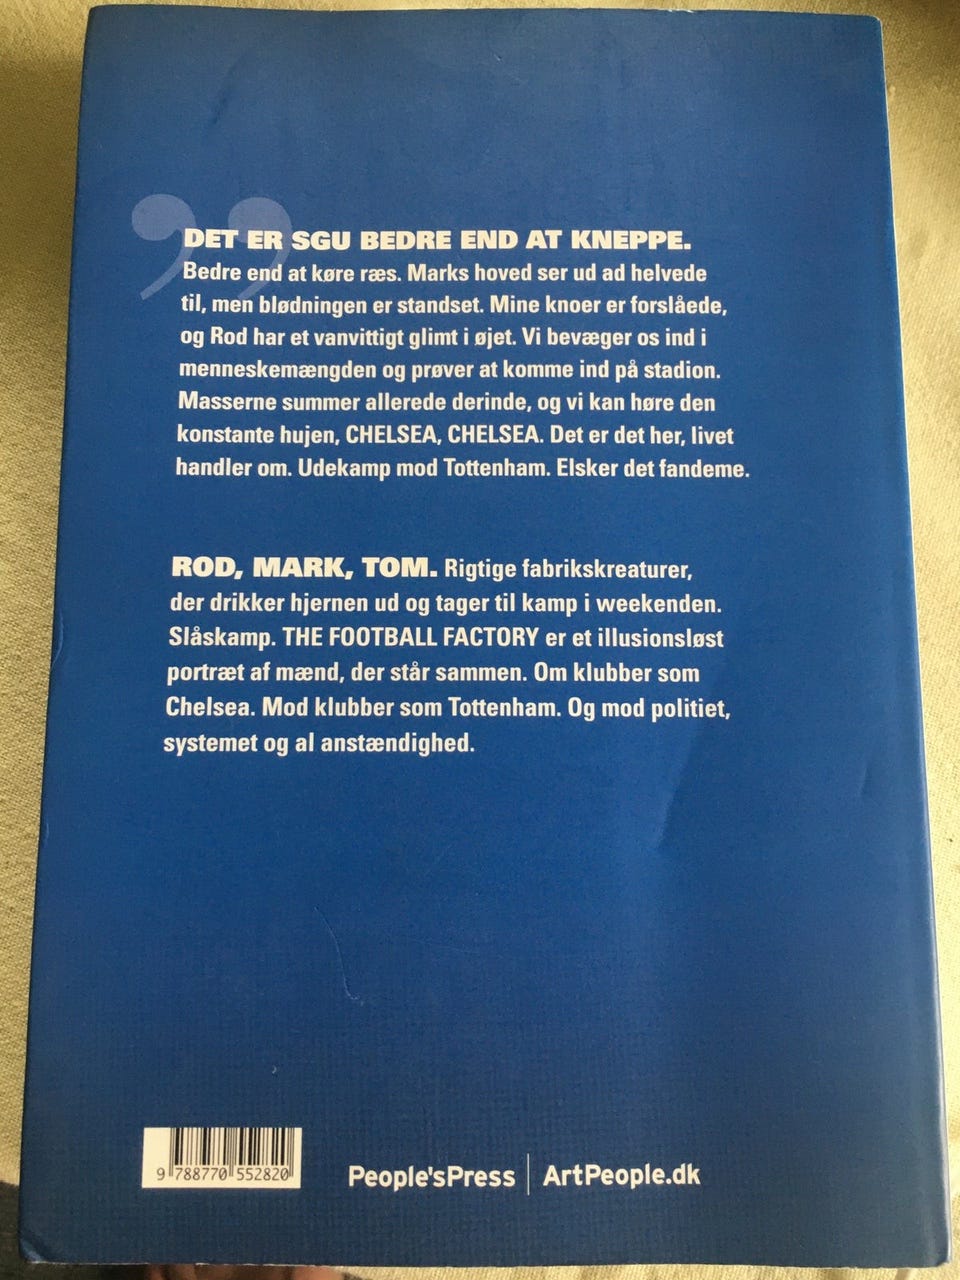 ”
DET ER SGU BEDRE END AT KNEPPE.
Bedre end at køre ræs. Marks hoved ser ud ad helvede
til, men blødningen er standset. Mine knoer er forslåede,
og Rod har et vanvittigt glimt i øjet. Vi bevæger os ind i
menneskemængden og prøver at komme ind på stadion.
Masserne summer allerede derinde, og vi kan høre den
konstante hujen, CHELSEA, CHELSEA. Det er det her, livet
handler om. Udekamp mod Tottenham. Elsker det fandeme.
ROD, MARK, TOM. Rigtige fabrikskreaturer,
der drikker hjernen ud og tager til kamp i weekenden.
Slåskamp. THE FOOTBALL FACTORY er et illusionsløst
portræt af mænd, der står sammen. Om klubber som
Chelsea. Mod klubber som Tottenham. Og mod politiet,
systemet og al anstændighed.
9 788770 552820
People'sPress | ArtPeople.dk